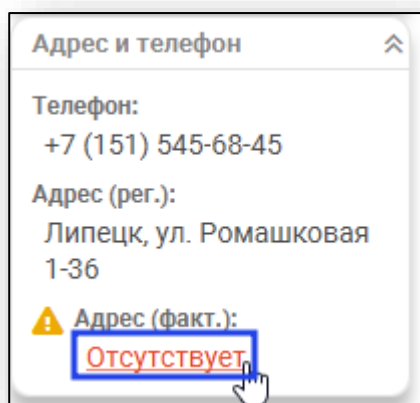 Адрес и телефон
Телефон:
+7 (151) 545-68-45
Адрес (рег.):
Липецк, ул. Ромашковая
1-36
Адрес (факт.):
Отсутствует